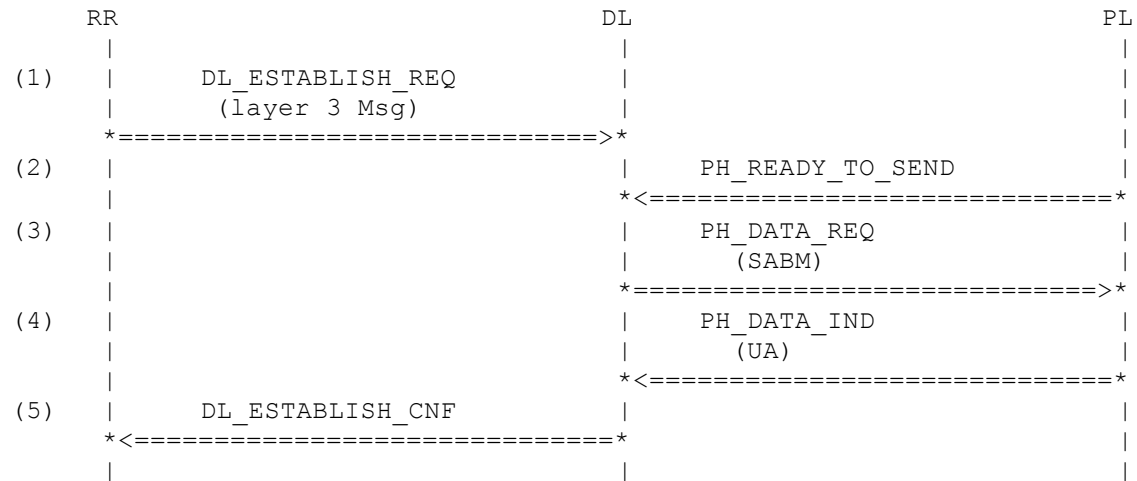 RR DL PL
(1) DL_ESTABLISH_REQ
(layer 3 Msg)
(2) PH_READY_TO_SEND
(3) PH_DATA_REQ
(SABM)
(4) PH_DATA_IND
(UA)
(5) DL_ESTABLISH_CNF